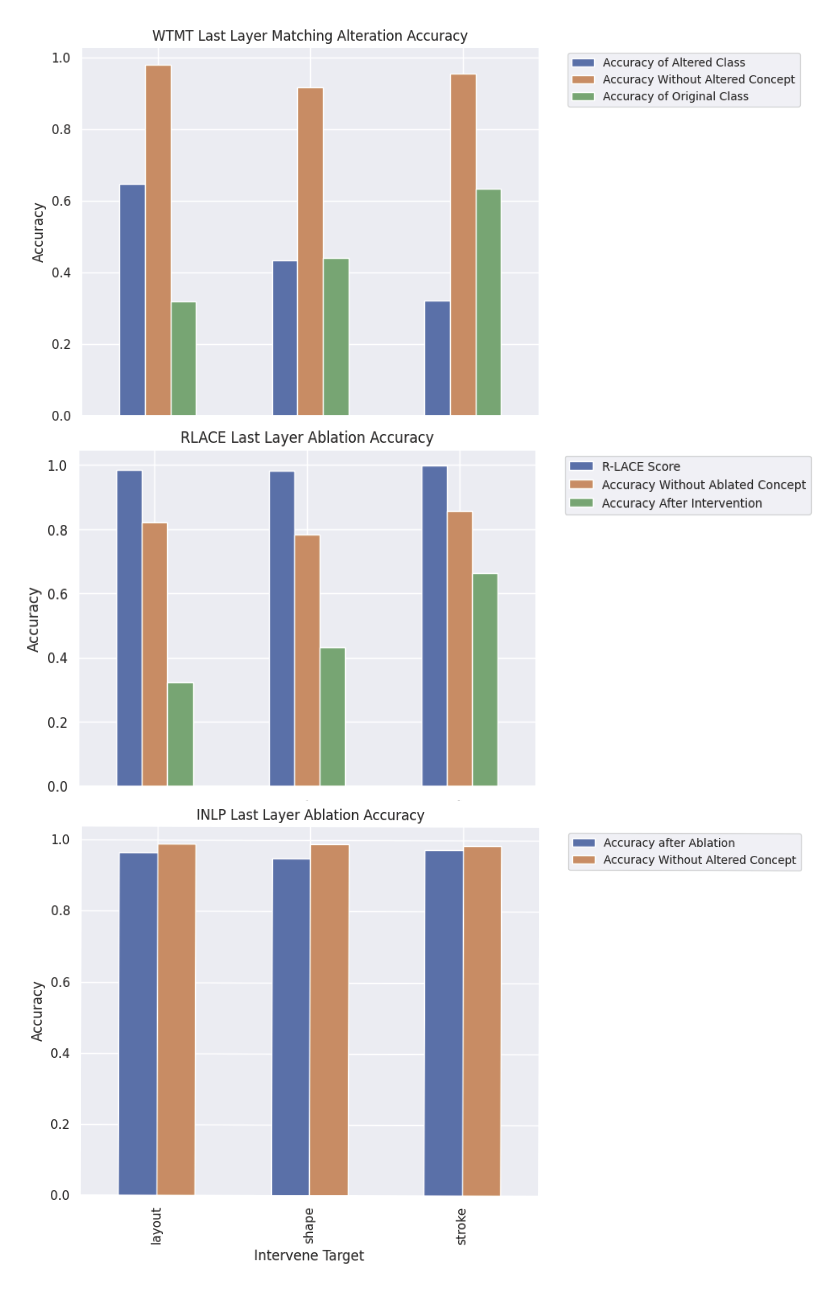 WTMT Last Layer Matching Alteration Accuracy
1.0
0.8
0.6
0.4
0.2
0.0
Accuracy
Accuracy of Altered Class
Accuracy Without Altered Concept
Accuracy of Original Class
RLACE Last Layer Ablation Accuracy
1.0
0.8
0.6
0.4
0.2
0.0
Accuracy
R-LACE Score
Accuracy Without Ablated Concept
Accuracy After Intervention
INLP Last Layer Ablation Accuracy
1.0
0.8
0.6
0.4
0.2
0.0
Accuracy
Accuracy after Ablation
Accuracy Without Altered Concept
layout
shape
stroke
Intervene Target